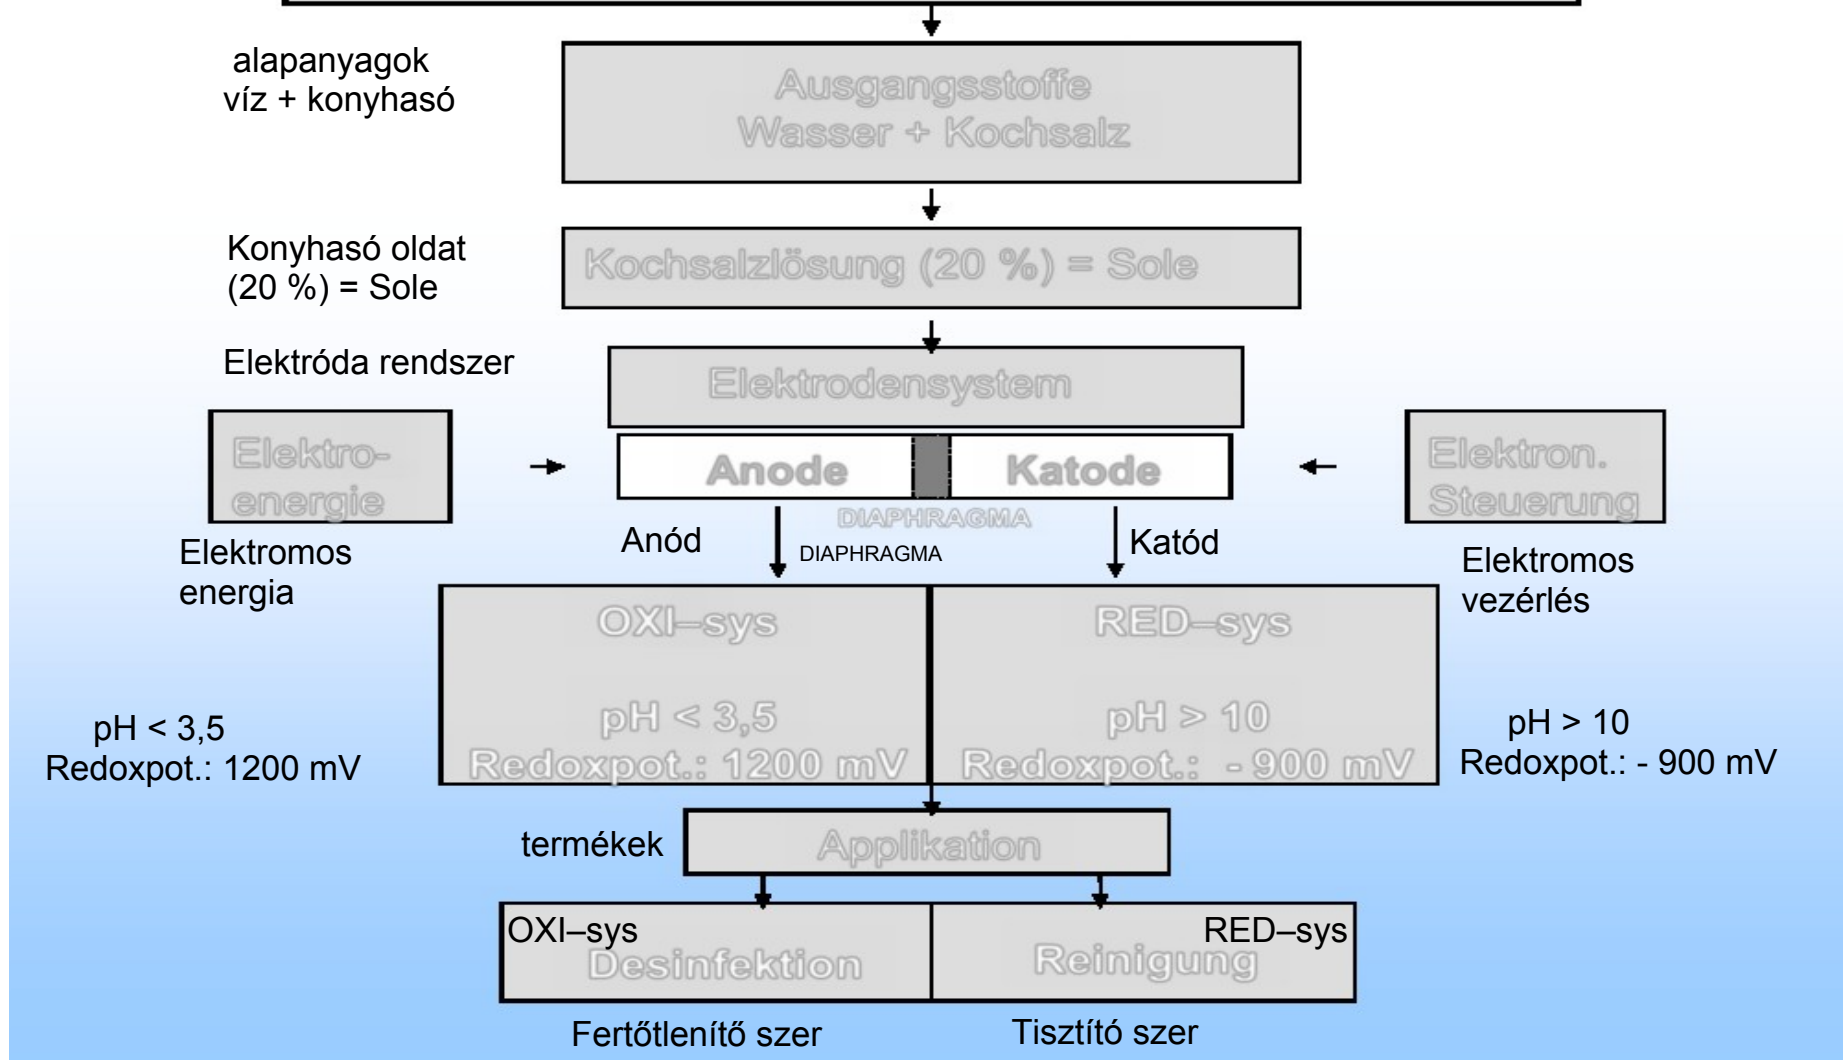 alapanyagok
víz + konyhasó
Ausgangsstoffe
Wasser + Kochsalz
Konyhasó oldat
(20 %) = Sole
Kochsalzlösung (20 %) = Sole
Elektróda rendszer
Elektrodensystem
Elektro-
energie
Anode
Katode
Elektron.
Steuerung
DIAPHRAGMA
Elektromos
energia
Anód
DIAPHRAGMA
Katód
Elektromos
vezérlés
OXI–sys
RED–sys
pH < 3,5
Redoxpot.: 1200 mV
pH < 3,5
Redoxpot.: 1200 mV
pH > 10
Redoxpot.: - 900 mV
pH > 10
Redoxpot.: - 900 mV
termékek
Applikation
OXI–sys
Desinfektion
RED–sys
Reinigung
Fertőtlenítő szer
Tisztító szer